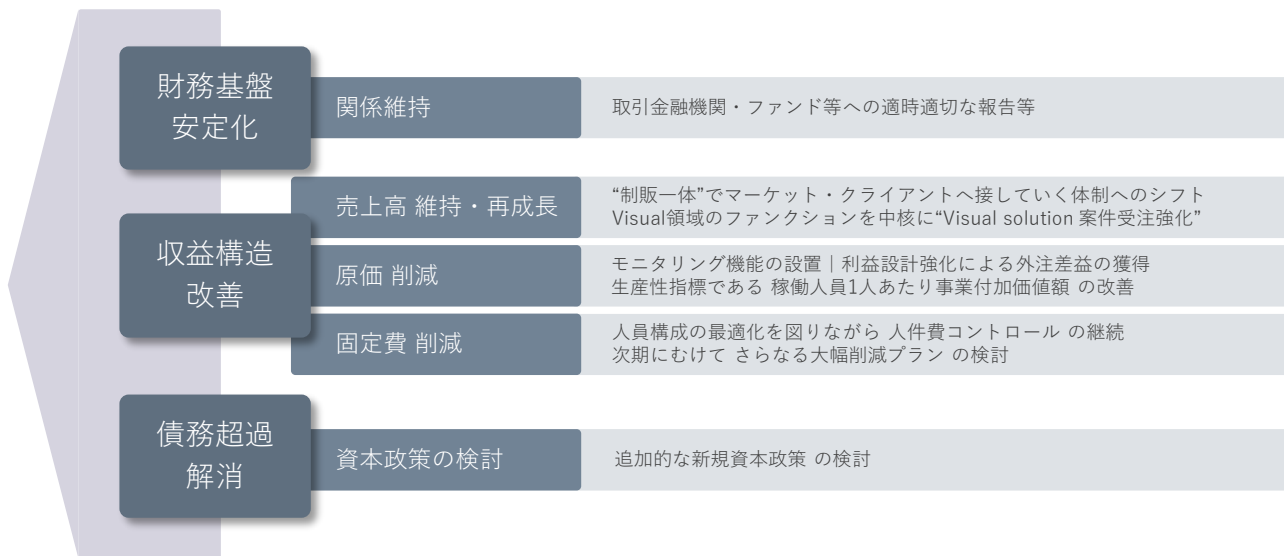 財務基盤
安定化
関係維持
取引金融機関・ファンド等への適時適切な報告等
収益構造
改善
売上高 維持・再成長
“制販一体”でマーケット・クライアントへ接していく体制へのシフト
Visual領域のファンクションを中核に“Visual solution 案件受注強化”
原価 削減
モニタリング機能の設置｜利益設計強化による外注差益の獲得
生産性指標である 稼働人員1人あたり事業付加価値額 の改善
固定費 削減
人員構成の最適化を図りながら 人件費コントロール の継続
次期にむけて さらなる大幅削減プラン の検討
債務超過
解消
資本政策の検討
追加的な新規資本政策 の検討